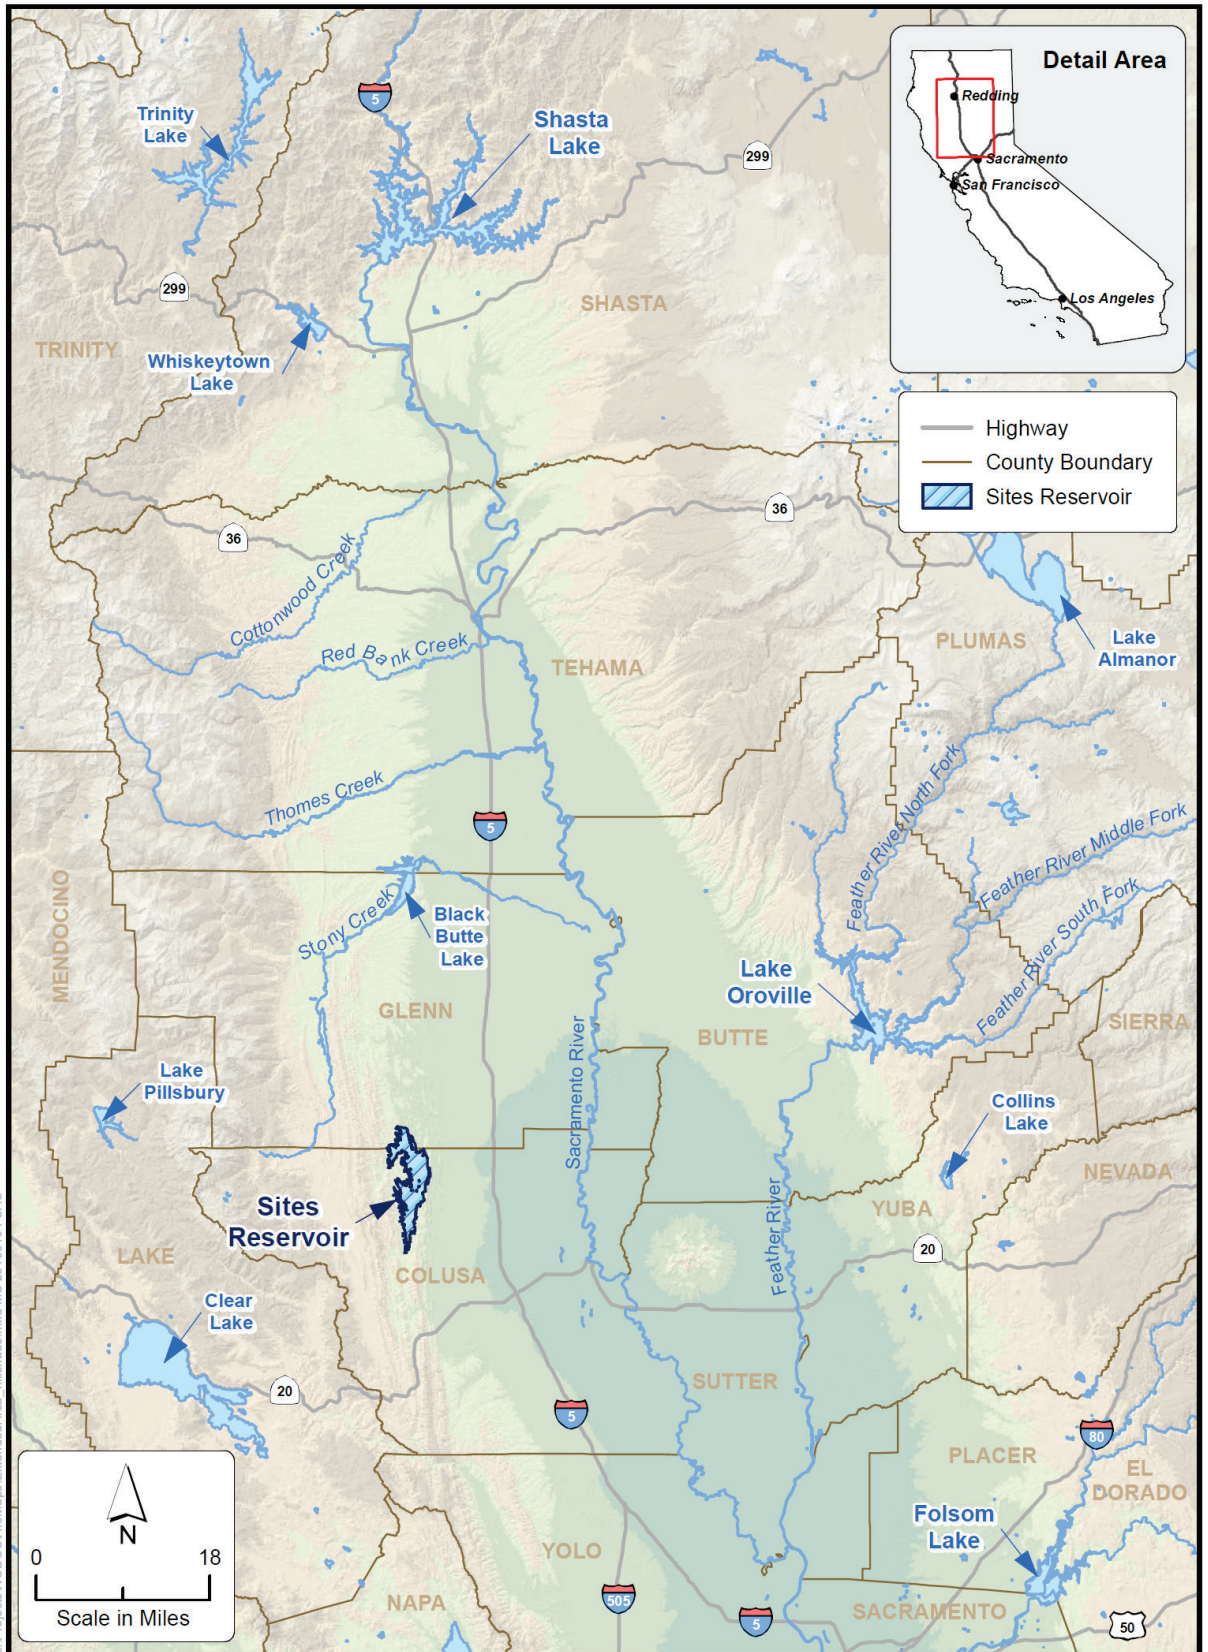 Detail Area
Redding
Sacramento
San Francisco
Los Angeles
5
Trinity
Lake
Shasta
Lake
299
299
SHASTA
TRINITY
Whiskeytown
Lake
Highway
County Boundary
Sites Reservoir
36
36
Cottonwood Creek
Red Bank Creek
TEHAMA
PLUMAS
Lake
Almanor
Thomes Creek
5
Feather River North Fork
Feather River Middle Fork
Feather River South Fork
MENDOCINO
Stony Creek
Black
Butte
Lake
Lake
Oroville
GLENN
BUTTE
SIERRA
Sacramento River
Lake
Pillsbury
Collins
Lake
NEVADA
Sites
Reservoir
YUBA
Feather River
20
LAKE
COLUSA
Clear
Lake
20
SUTTER
5
PLACER
80
EL
DORADO
Folsom
Lake
YOLO
NAPA
505
5
SACRAMENTO
50
N
0 18
Scale in Miles